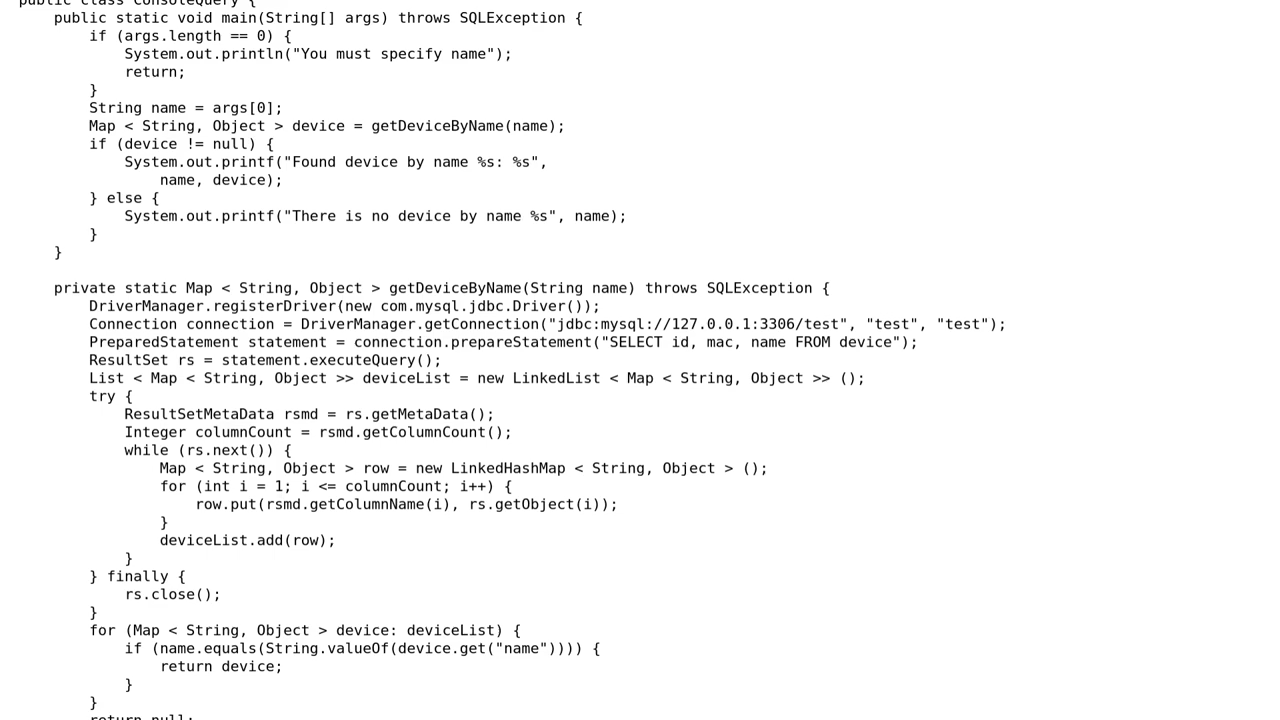 public class ConsoleQuery {
    public static void main(String[] args) throws SQLException {
        if (args.length == 0) {
            System.out.println("You must specify name");
            return;
        }
        String name = args[0];
        Map < String, Object > device = getDeviceByName(name);
        if (device != null) {
            System.out.printf("Found device by name %s: %s",
                name, device);
        } else {
            System.out.printf("There is no device by name %s", name);
        }
    }

    private static Map < String, Object > getDeviceByName(String name) throws SQLException {
        DriverManager.registerDriver(new com.mysql.jdbc.Driver());
        Connection connection = DriverManager.getConnection("jdbc:mysql://127.0.0.1:3306/test", "test", "test");
        PreparedStatement statement = connection.prepareStatement("SELECT id, mac, name FROM device");
        ResultSet rs = statement.executeQuery();
        List < Map < String, Object >> deviceList = new LinkedList < Map < String, Object >> ();
        try {
            ResultSetMetaData rsmd = rs.getMetaData();
            Integer columnCount = rsmd.getColumnCount();
            while (rs.next()) {
                Map < String, Object > row = new LinkedHashMap < String, Object > ();
                for (int i = 1; i <= columnCount; i++) {
                    row.put(rsmd.getColumnName(i), rs.getObject(i));
                }
                deviceList.add(row);
            }
        } finally {
            rs.close();
        }
        for (Map < String, Object > device: deviceList) {
            if (name.equals(String.valueOf(device.get("name")))) {
                return device;
            }
        }
        return null;